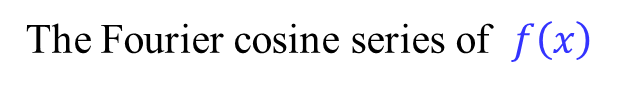 The Fourier cosine series of f(x)